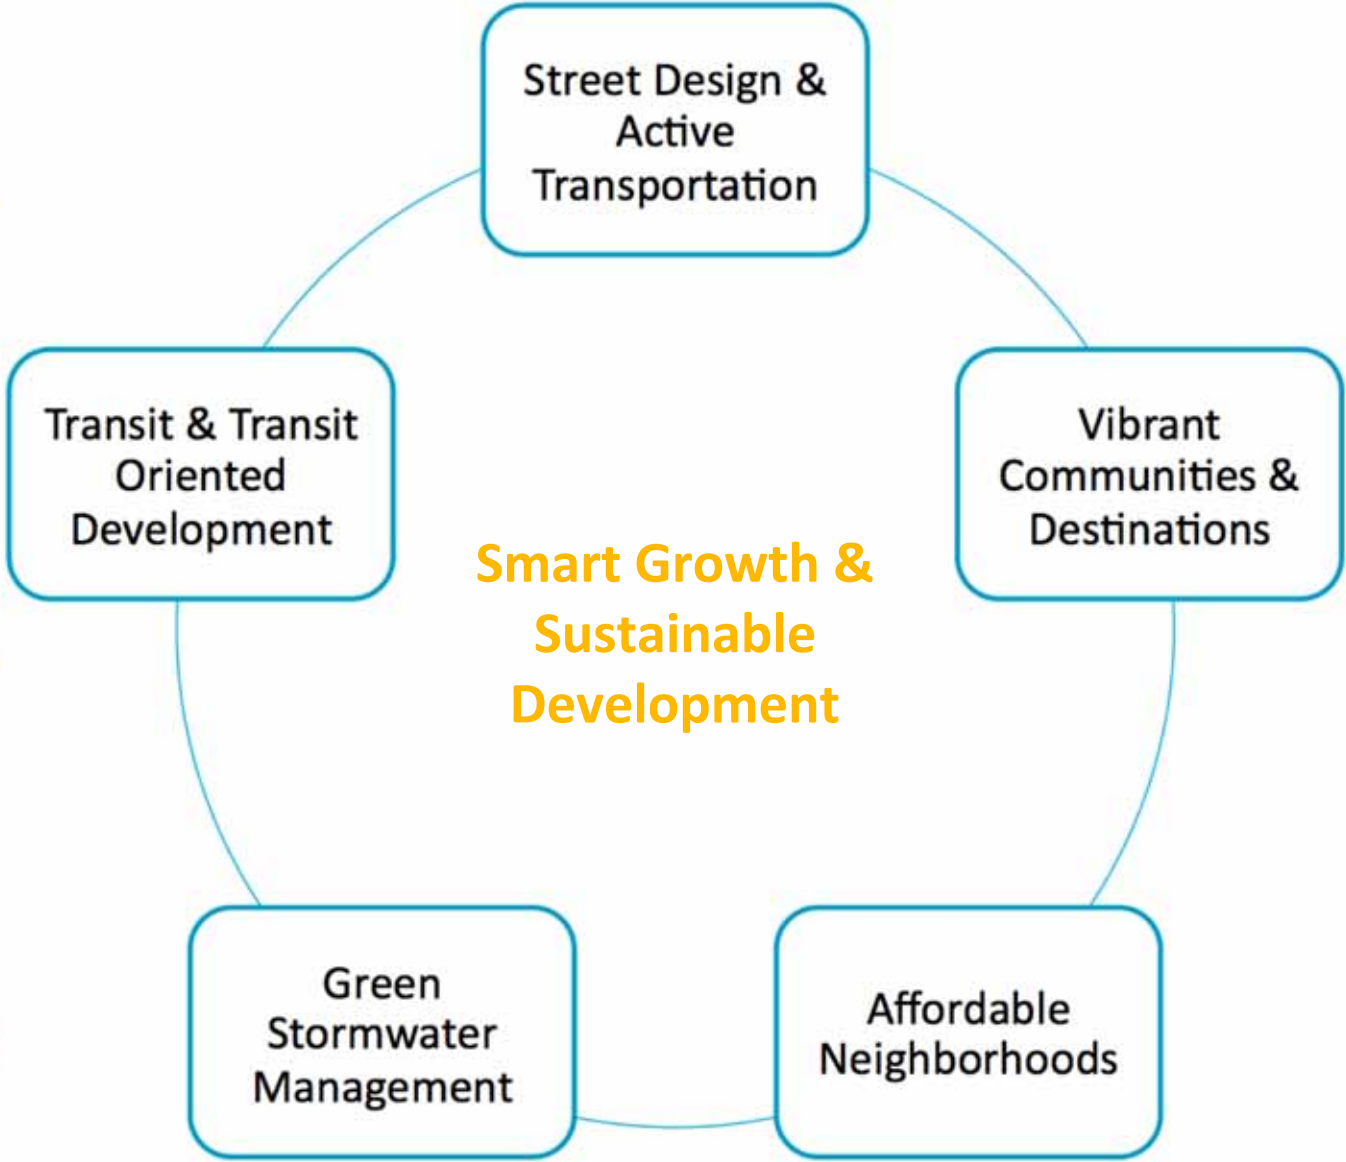 Street Design &
Active
Transportation
Transit & Transit
Oriented
Development
Vibrant
Communities &
Destinations
Smart Growth &
Sustainable
Development
Green
Stormwater
Management
Affordable
Neighborhoods